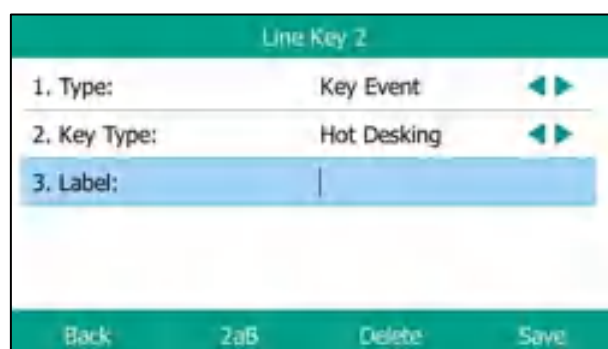 Line Key 2
1. Type: Key Event
2. Key Type: Hot Desking
3. Label:
Back 2aB Delete Save